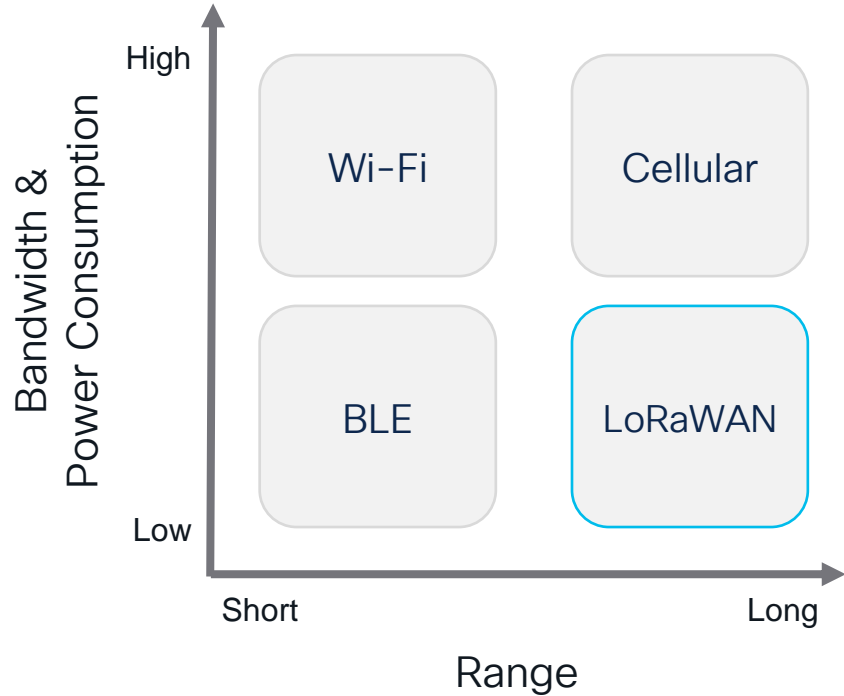 High
Bandwidth &
Power Consumption
Wi-Fi
Cellular
BLE
LoRaWAN
Low
Short
Long
Range